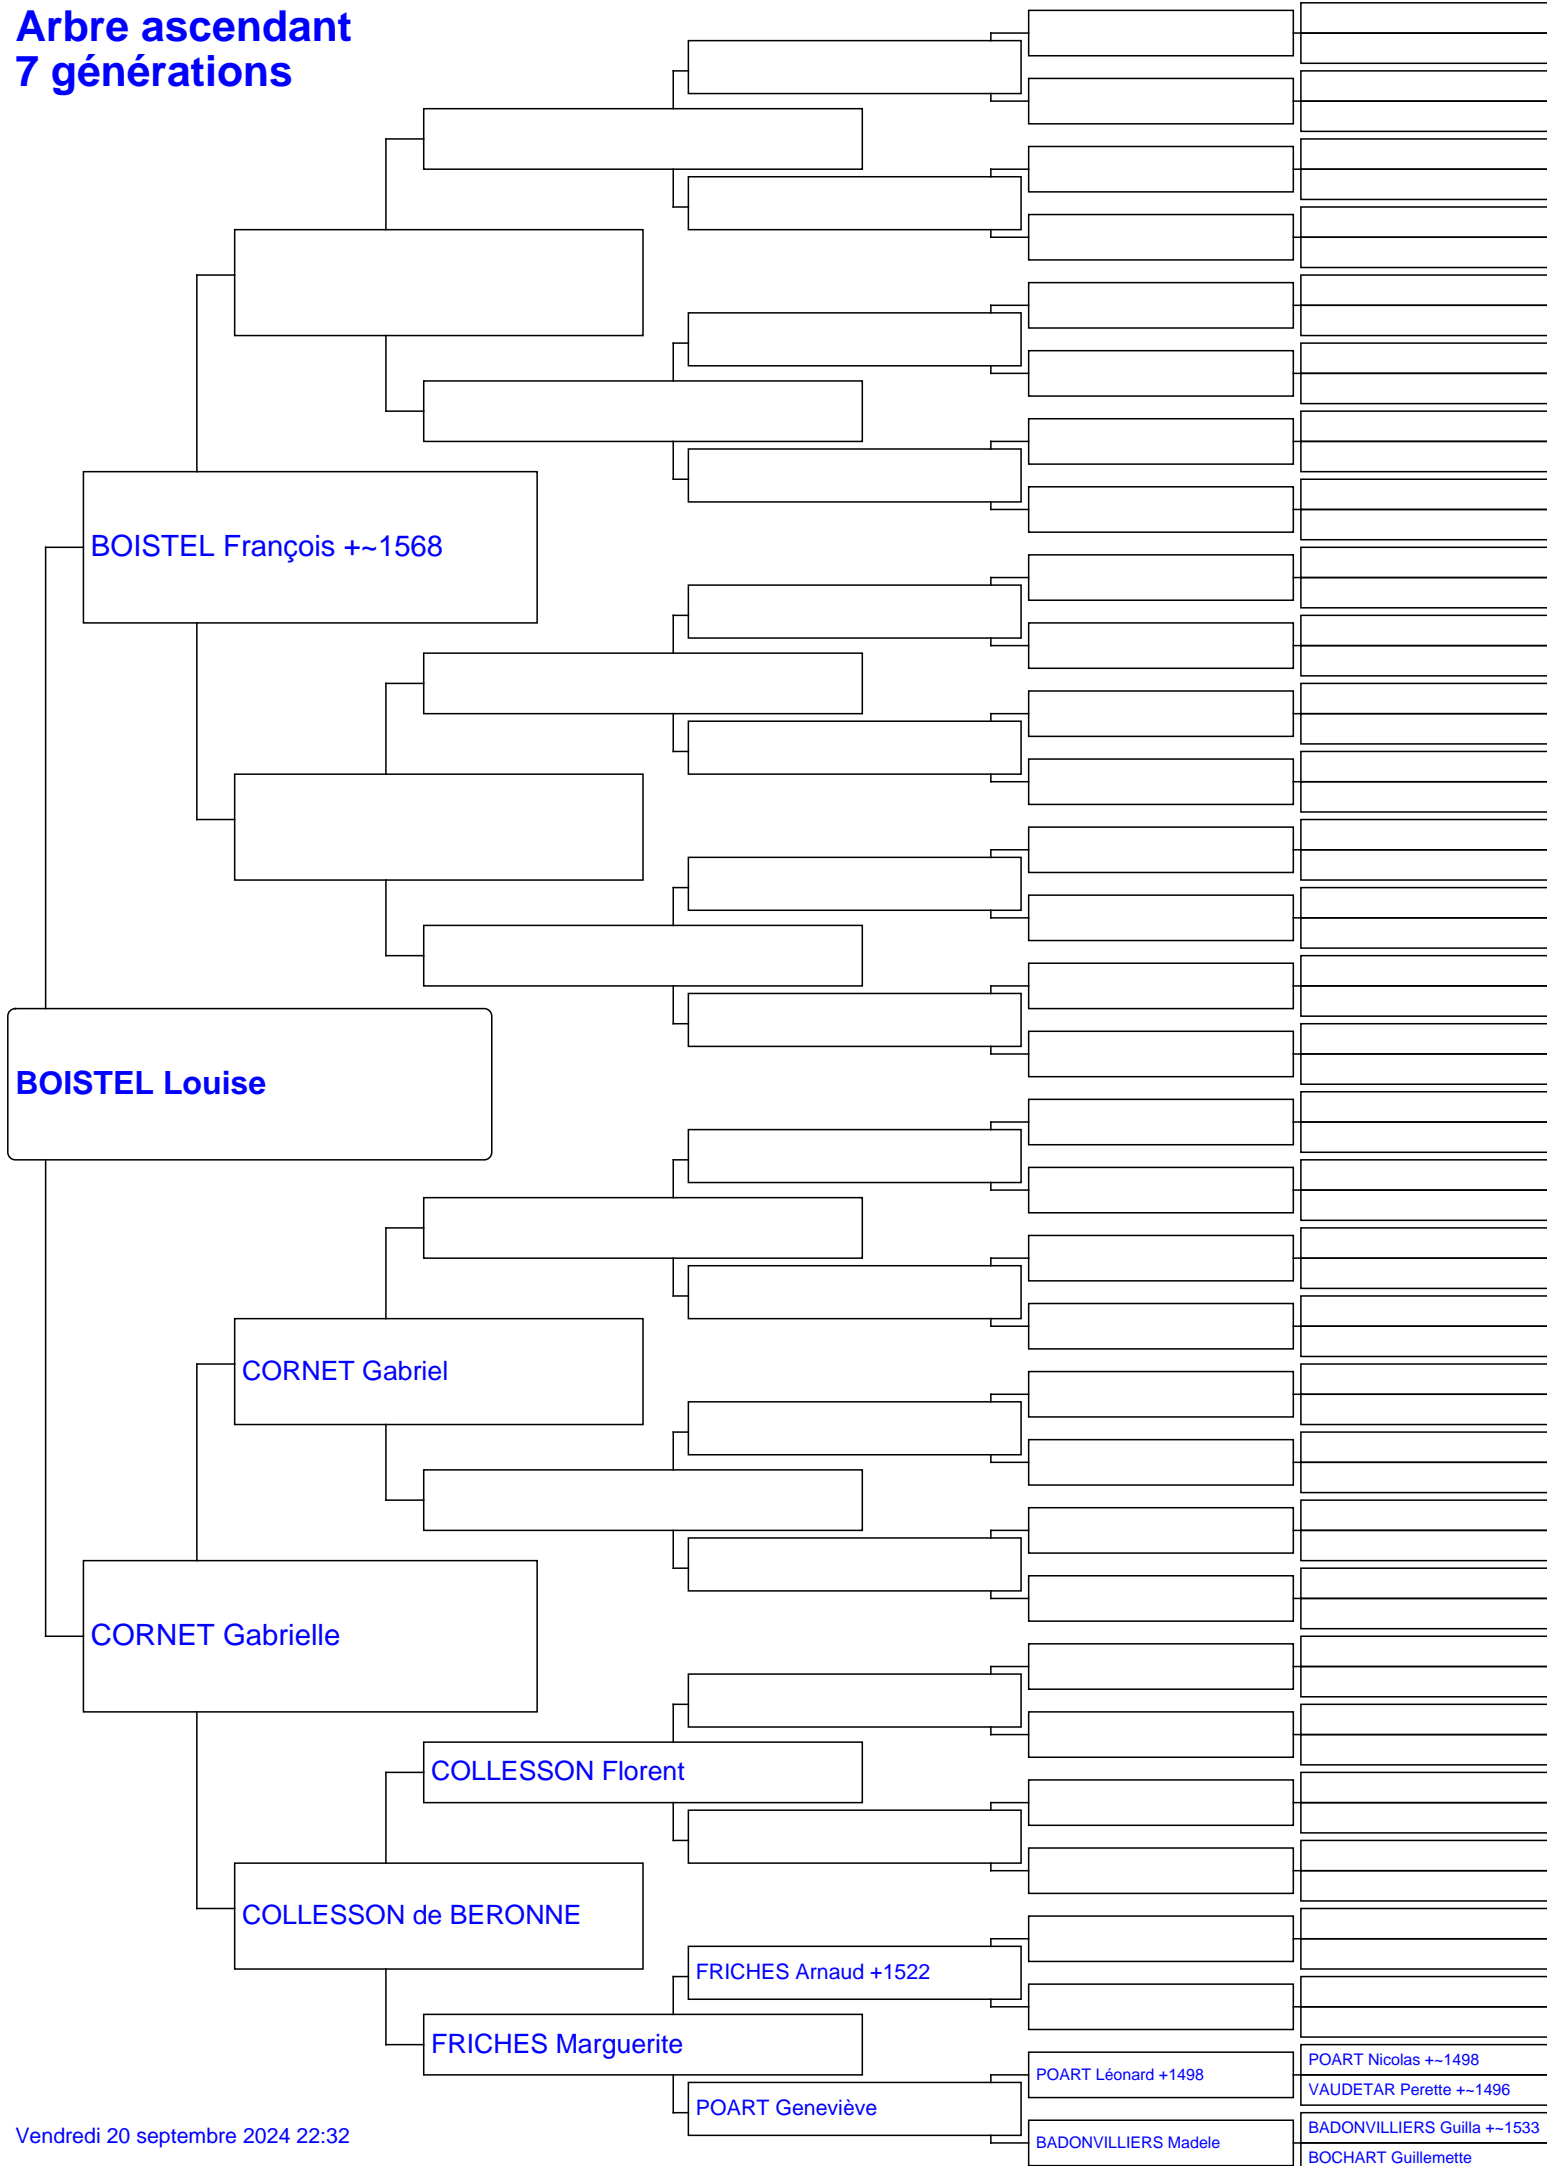 Arbre ascendant
7 générations
BOISTEL François +~1568
BOISTEL Louise
CORNET Gabriel
CORNET Gabrielle
COLLESSON Florent
COLLESSON de BERONNE
FRICHES Arnaud +1522
FRICHES Marguerite
POART Nicolas +~1498
POART Léonard +1498
VAUDETAR Perette +~1496
POART Geneviève
BADONVILLIERS Guilla +~1533
BADONVILLIERS Madele
BOCHART Guillemette
Vendredi 20 septembre 2024 22:32